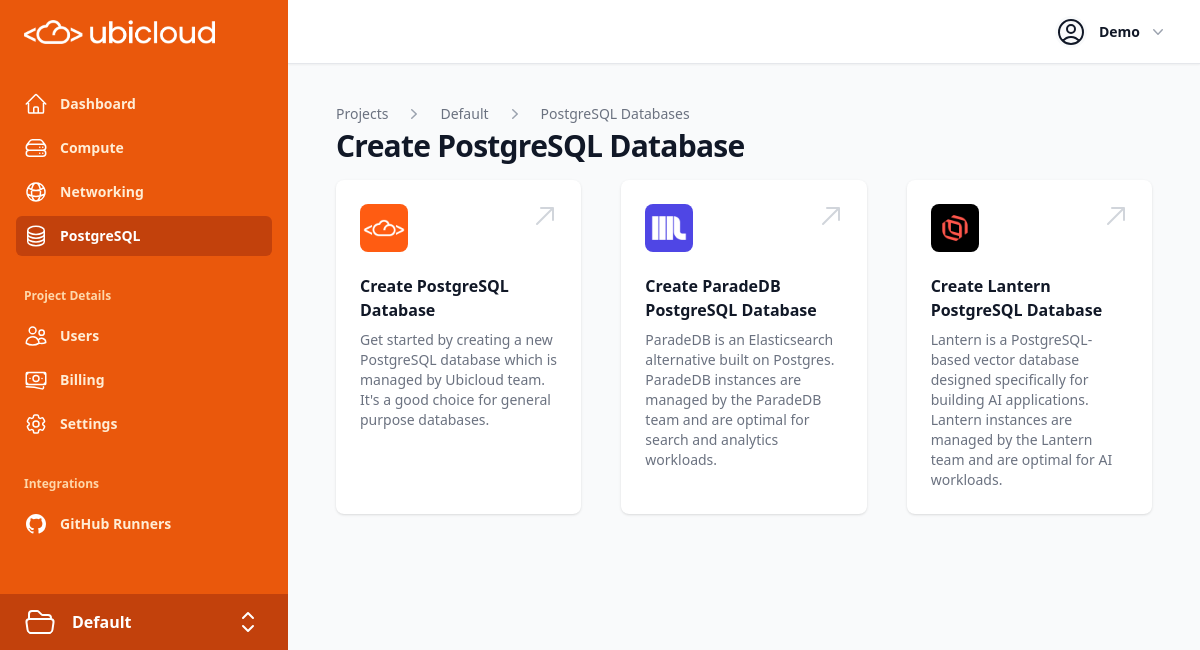 ubicloud
Demo
Dashboard
Compute
Networking
PostgreSQL
Project Details
Users
Billing
Settings
Integrations
GitHub Runners
Default
Projects > Default > PostgreSQL Databases
Create PostgreSQL Database
Create PostgreSQL
Database
Get started by creating a new
PostgreSQL database which is
managed by Ubicloud team.
It's a good choice for general
purpose databases.
Create ParadeDB
PostgreSQL Database
ParadeDB is an Elasticsearch
alternative built on Postgres.
ParadeDB instances are
managed by the ParadeDB
team and are optimal for
search and analytics
workloads.
Create Lantern
PostgreSQL Database
Lantern is a PostgreSQL-
based vector database
designed specifically for
building AI applications.
Lantern instances are
managed by the Lantern
team and are optimal for AI
workloads.